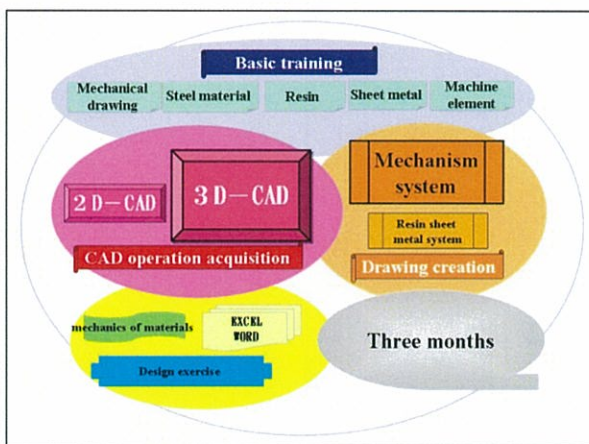 Basic training
Mechanical
drawing
Steel material
Resin
Sheet metal
Machine
element
2D-CAD
3D-CAD
CAD operation acquisition
Mechanism
system
Resin sheet
metal system
Drawing creation
mechanics of materials
EXCEL
WORD
Design exercise
Three months